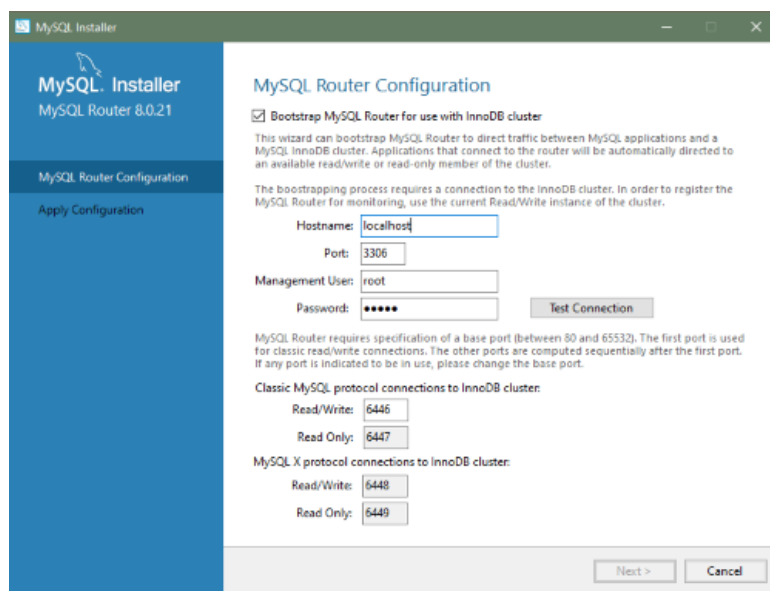 MySQL Installer
MySQL. Installer
MySQL Router 8.0.21
MySQL Router Configuration
Apply Configuration
MySQL Router Configuration
Bootstrap MySQL Router for use with InnoDB cluster
This wizard can bootstrap MySQL Router to direct traffic between MySQL applications and a
MySQL InnoDB cluster. Applications that connect to the router will be automatically directed to
an available read/write or read-only member of the cluster.
The boostrapping process requires a connection to the InnoDB cluster. In order to register the
MySQL Router for monitoring, use the current Read/Write instance of the cluster.
Hostname: localhost
Port: 3306
Management User: root
Password: •••••
Test Connection
MySQL Router requires specification of a base port (between 80 and 65532). The first port is used
for classic read/write connections. The other ports are computed sequentially after the first port.
If any port is indicated to be in use, please change the base port.
Classic MySQL protocol connections to InnoDB cluster:
Read/Write: 6446
Read Only: 6447
MySQL X protocol connections to InnoDB cluster:
Read/Write: 6448
Read Only: 6449
Next >
Cancel